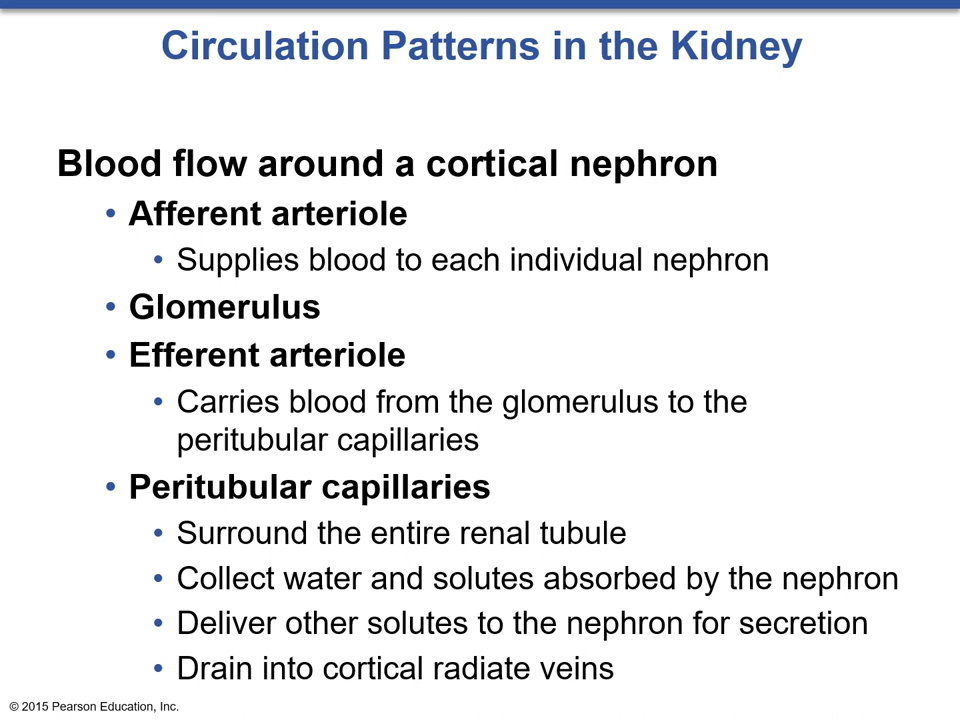 Circulation Patterns in the Kidney
Blood flow around a cortical nephron
• Afferent arteriole
• Supplies blood to each individual nephron
• Glomerulus
• Efferent arteriole
• Carries blood from the glomerulus to the
peritubular capillaries
• Peritubular capillaries
• Surround the entire renal tubule
• Collect water and solutes absorbed by the nephron
• Deliver other solutes to the nephron for secretion
• Drain into cortical radiate veins
© 2015 Pearson Education, Inc.